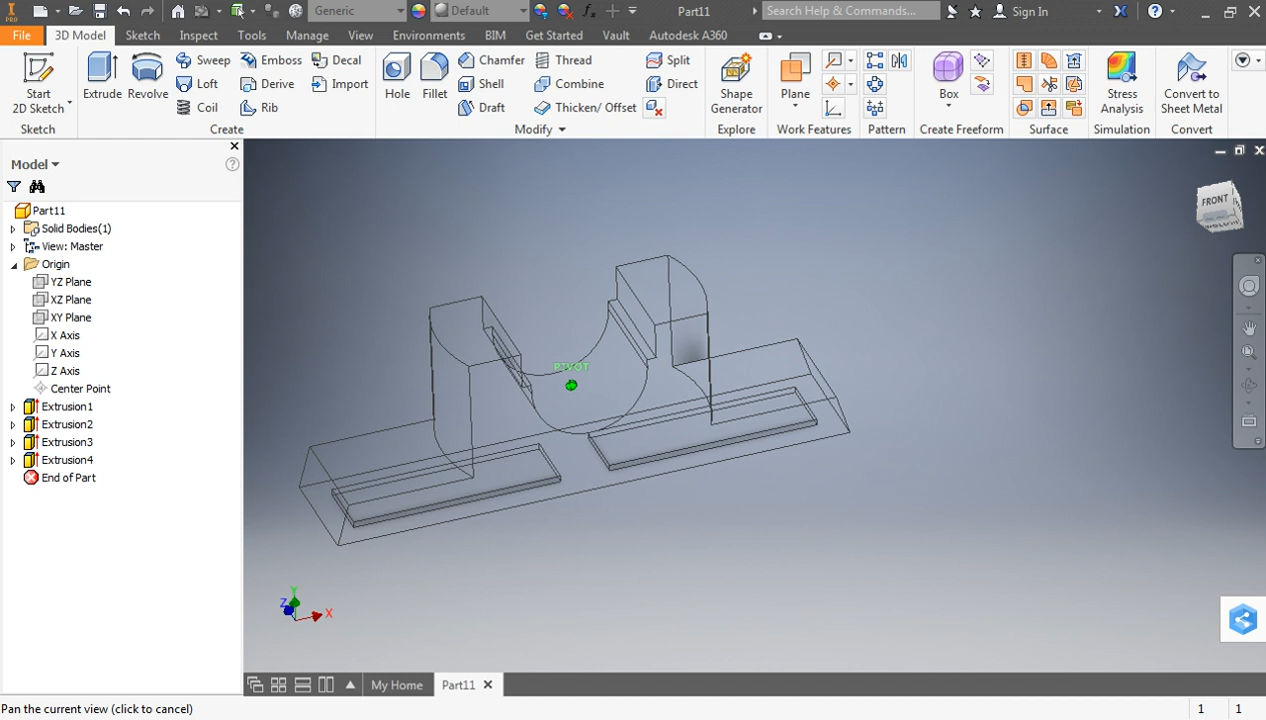 PRO
Generic
Default
Part11
Search Help & Commands...
Sign In
File
3D Model
Sketch
Inspect
Tools
Manage
View
Environments
BIM
Get Started
Vault
Autodesk A360
Start
2D Sketch
Sketch
Extrude
Revolve
Sweep
Loft
Coil
Emboss
Derive
Rib
Decal
Import
Create
Hole
Fillet
Chamfer
Shell
Draft
Thread
Combine
Thicken/ Offset
Split
Direct
Modify
Shape
Generator
Explore
Plane
Work Features
Pattern
Box
Create Freeform
Surface
Stress
Analysis
Simulation
Convert to
Sheet Metal
Convert
Model
Part11
Solid Bodies(1)
View: Master
Origin
YZ Plane
XZ Plane
XY Plane
X Axis
Y Axis
Z Axis
Center Point
Extrusion1
Extrusion2
Extrusion3
Extrusion4
End of Part
FRONT
PIVOT
Y
Z
X
My Home
Part11
Pan the current view (click to cancel)
1
1